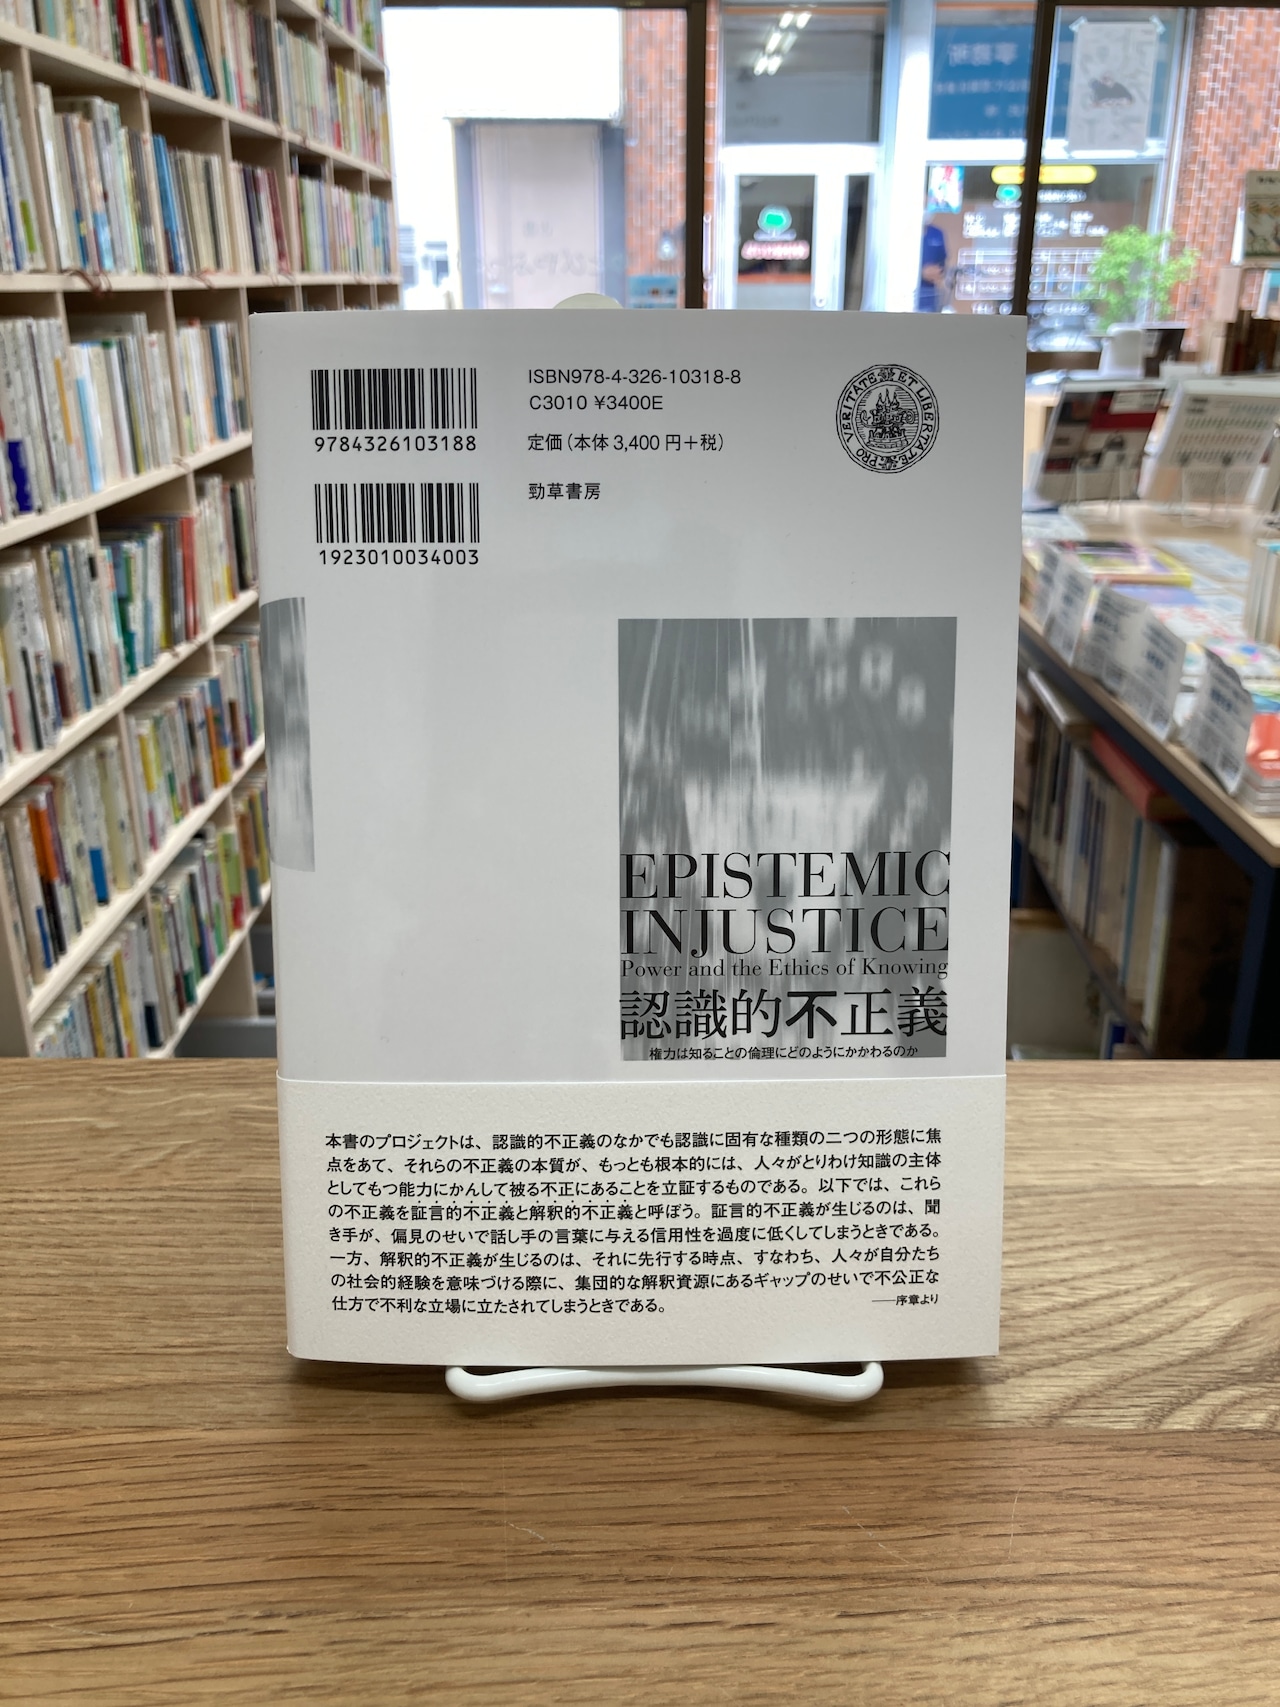 9784326103188
1923010034003
ISBN978-4-326-10318-8
C3010 ¥3400E
定価(本体3,400円+税)
勁草書房
VERITATE ET LIBERTATE PRO
EPISTEMIC
INJUSTICE
Power and the Ethics of Knowing
認識的不正義
権力は知ることの倫理にどのようにかかわるのか
本書のプロジェクトは、認識的不正義のなかでも認識に固有な種類の二つの形態に焦
点をあて、それらの不正義の本質が、もっとも根本的には、人々がとりわけ知識の主体
としてもつ能力にかんして被る不正にあることを立証するものである。以下では、これら
の不正義を証言的不正義と解釈的不正義と呼ぼう。証言的不正義が生じるのは、聞
き手が、偏見のせいで話し手の言葉に与える信用性を過度に低くしてしまうときである。
一方、解釈的不正義が生じるのは、それに先行する時点、すなわち、人々が自分たち
の社会的経験を意味づける際に、集団的な解釈資源にあるギャップのせいで不公正な
仕方で不利な立場に立たされてしまうときである。
──序章より